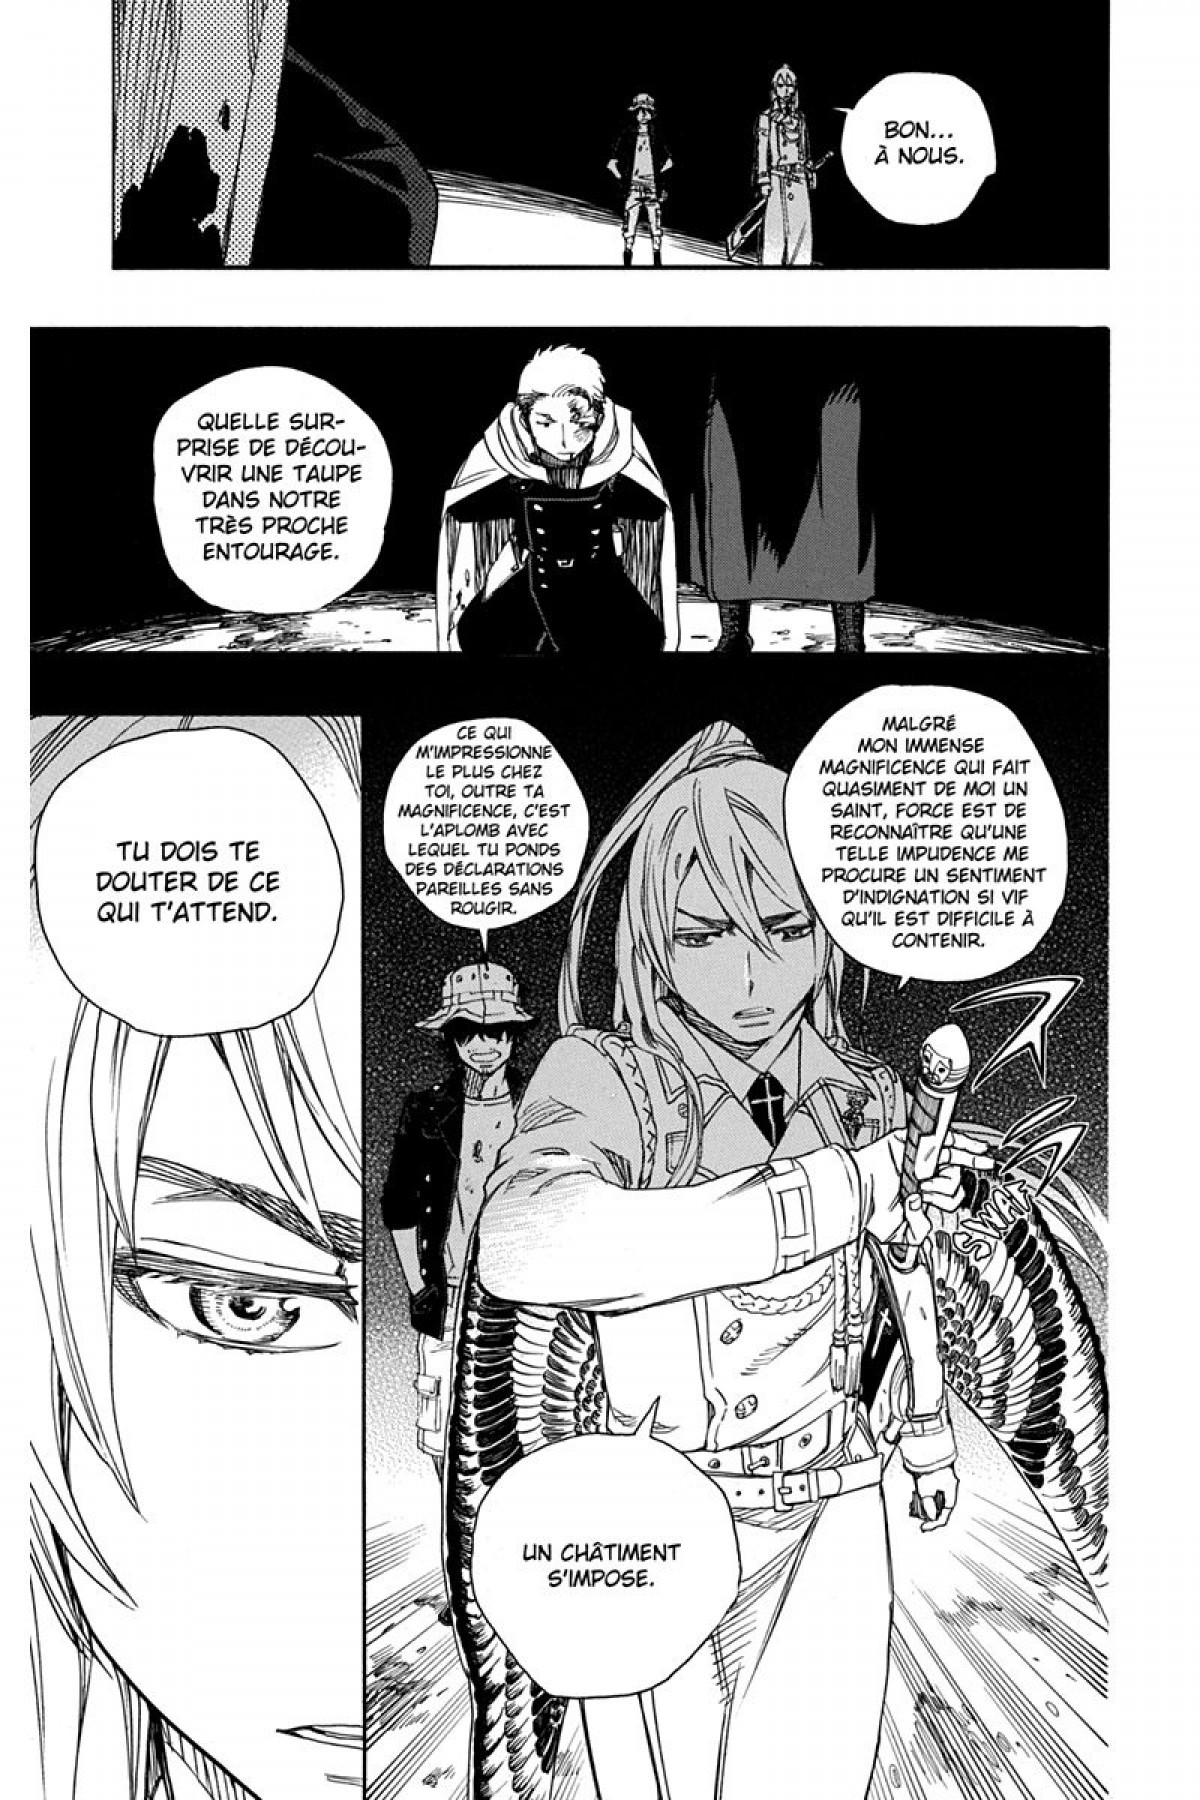 BON...
À NOUS.
QUELLE SUR-
PRISE DE DÉCOU-
VRIR UNE TAUPE
DANS NOTRE
TRÈS PROCHE
ENTOURAGE.
MALGRÉ
MON IMMENSE
MAGNIFICENCE QUI FAIT
QUASIMENT DE MOI UN
SAINT, FORCE EST DE
RECONNAÎTRE QU'UNE
TELLE IMPUDENCE ME
PROCURE UN SENTIMENT
D'INDIGNATION SI VIF
QU'IL EST DIFFICILE À
CONTENIR.
CE QUI
M'IMPRESSIONNE
LE PLUS CHEZ
TOI, OUTRE TA
MAGNIFICENCE, C'EST
L'APLOMB AVEC
LEQUEL TU PONDS
DES DÉCLARATIONS
PAREILLES SANS
ROUGIR.
SWAF
UN CHÂTIMENT
S'IMPOSE.
TU DOIS TE
DOUTER DE CE
QUI T'ATTEND.